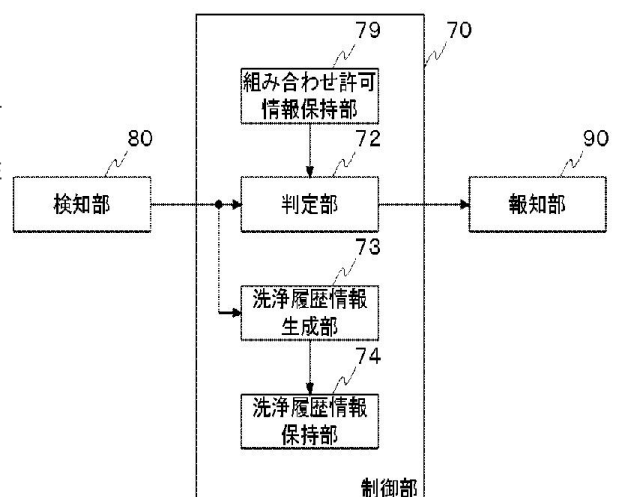 79
70
組み合わせ許可
情報保持部
80
72
90
検知部
判定部
報知部
73
洗浄履歴情報
生成部
74
洗浄履歴情報
保持部
制御部